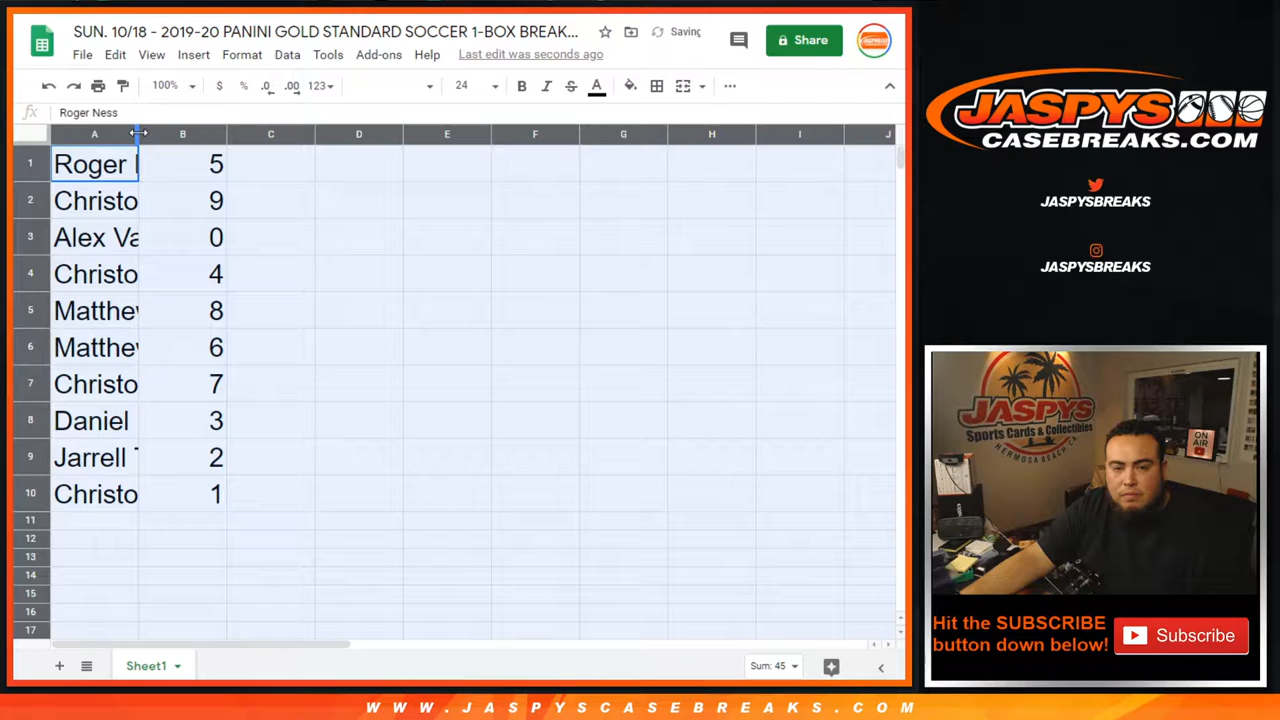 SUN. 10/18 - 2019-20 PANINI GOLD STANDARD SOCCER 1-BOX BREAK...
Saving
Share
File Edit View Insert Format Data Tools Add-ons Help Last edit was seconds ago
100% $ % .0 .00 123 24 B I S A
fx Roger Ness
A B C D E F G H I J
1 Roger 5
2 Christo 9
3 Alex Va 0
4 Christo 4
5 Matthew 8
6 Matthew 6
7 Christo 7
8 Daniel 3
9 Jarrell T 2
10 Christo 1
11
12
13
14
15
16
17
Sheet1
Sum: 45
JASPYS
CASEBREAKS.COM
JASPYSBREAKS
JASPYSBREAKS
JASPYS
Sports Cards & Collectibles
HERMOSA BEACH CA
ON AIR
Hit the SUBSCRIBE
button down below!
Subscribe
WWW.JASPYSCASEBREAKS.COM